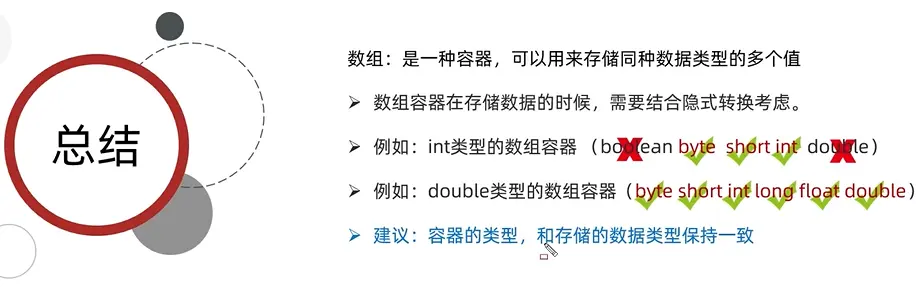 总结
数组：是一种容器，可以用来存储同种数据类型的多个值
数组容器在存储数据的时候，需要结合隐式转换考虑。
例如：int类型的数组容器 （boolean byte short int double）
例如：double类型的数组容器（byte short int long float double）
建议：容器的类型，和存储的数据类型保持一致